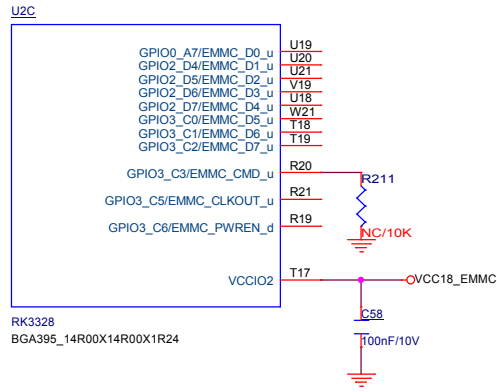 U2C
GPIO0_A7/EMMC_D0_u U19
GPIO2_D4/EMMC_D1_u U20
GPIO2_D5/EMMC_D2_u U21
GPIO2_D6/EMMC_D3_u V19
GPIO2_D7/EMMC_D4_u U18
GPIO3_C0/EMMC_D5_u W21
GPIO3_C1/EMMC_D6_u T18
GPIO3_C2/EMMC_D7_u T19
GPIO3_C3/EMMC_CMD_u R20
R211
GPIO3_C5/EMMC_CLKOUT_u R21
GPIO3_C6/EMMC_PWREN_d R19
NC/10K
VCCIO2 T17
VCC18_EMMC
C58
100nF/10V
RK3328
BGA395_14R00X14R00X1R24